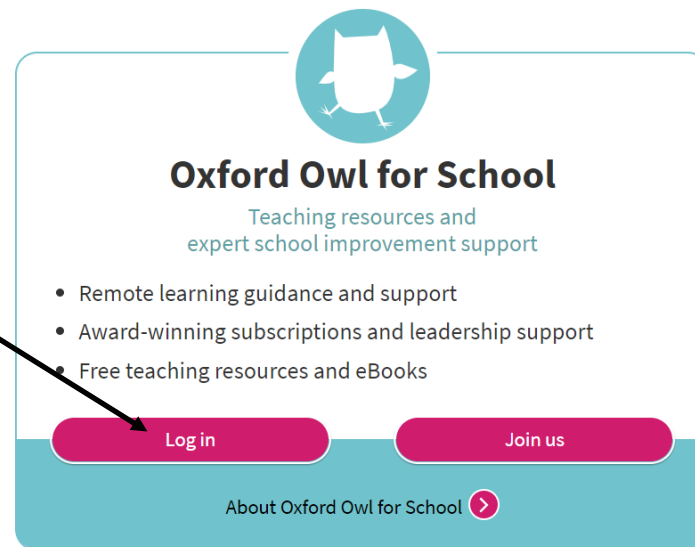 Oxford Owl for School
Teaching resources and
expert school improvement support
• Remote learning guidance and support
• Award-winning subscriptions and leadership support
• Free teaching resources and eBooks
Log in
Join us
About Oxford Owl for School